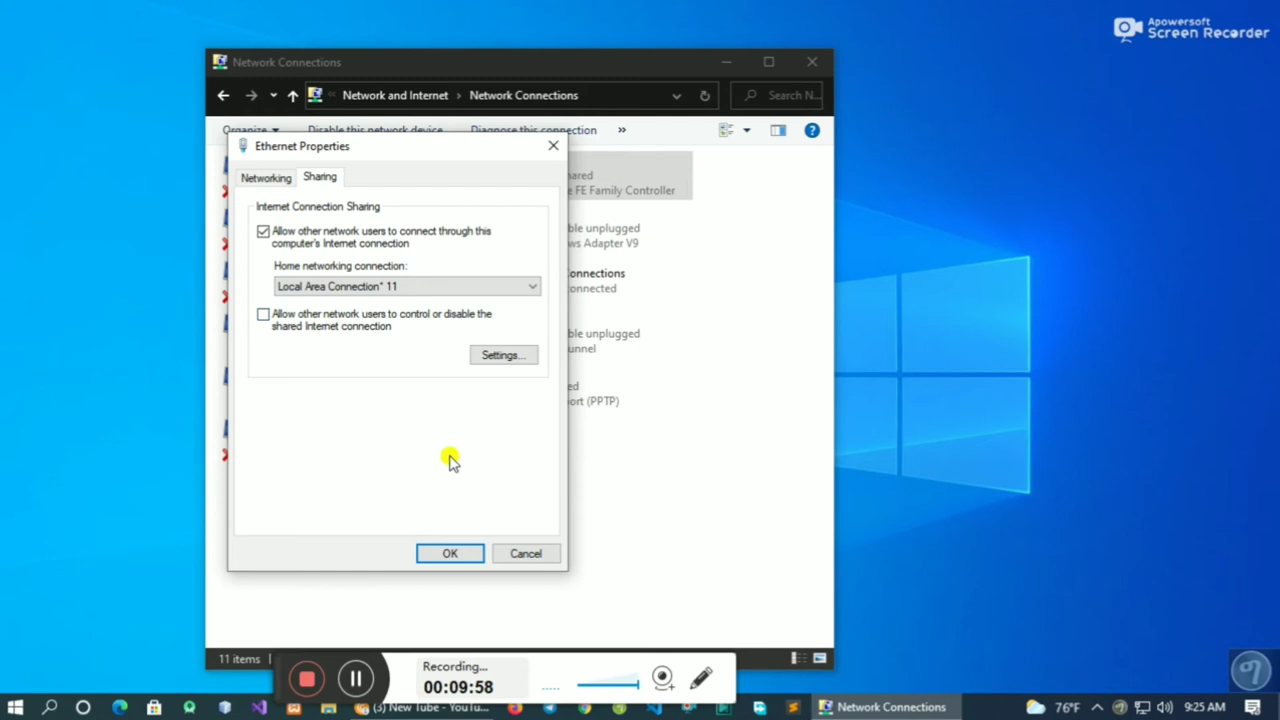 Apowersoft
Screen Recorder
Network Connections
Network and Internet > Network Connections
Search N...
Organize
Disable this network device
Diagnose this connection
»
Ethernet Properties
Networking
Sharing
hared
e FE Family Controller
Internet Connection Sharing
Allow other network users to connect through this
computer's Internet connection
ble unplugged
ws Adapter V9
Home networking connection:
Local Area Connection* 11
onnections
onnected
Allow other network users to control or disable the
shared Internet connection
ble unplugged
unnel
Settings...
ed
ort (PPTP)
OK
Cancel
11 items
Recording...
00:09:58
(3) New Tube - YouTu...
Network Connections
76°F
9:25 AM